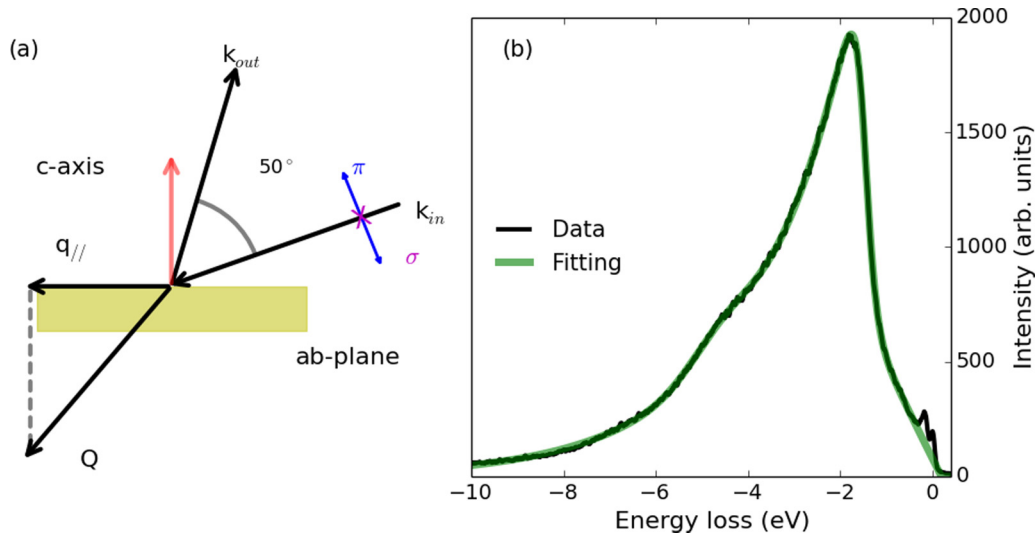 (a)
k_out
c-axis
50°
π
k_in
q_//
σ
ab-plane
Q
(b)
Data
Fitting
2000
1500
1000
500
0
Intensity (arb. units)
−10
−8
−6
−4
−2
0
Energy loss (eV)